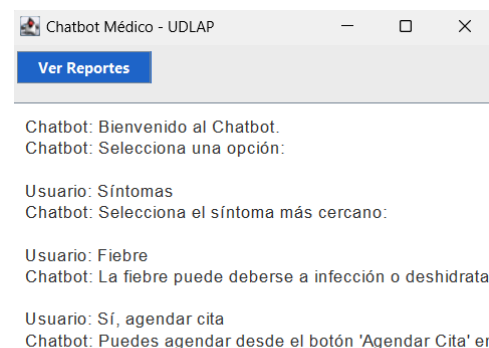 Chatbot Médico - UDLAP
Ver Reportes
Chatbot: Bienvenido al Chatbot.
Chatbot: Selecciona una opción:
Usuario: Síntomas
Chatbot: Selecciona el síntoma más cercano:
Usuario: Fiebre
Chatbot: La fiebre puede deberse a infección o deshidrata
Usuario: Sí, agendar cita
Chatbot: Puedes agendar desde el botón 'Agendar Cita' en